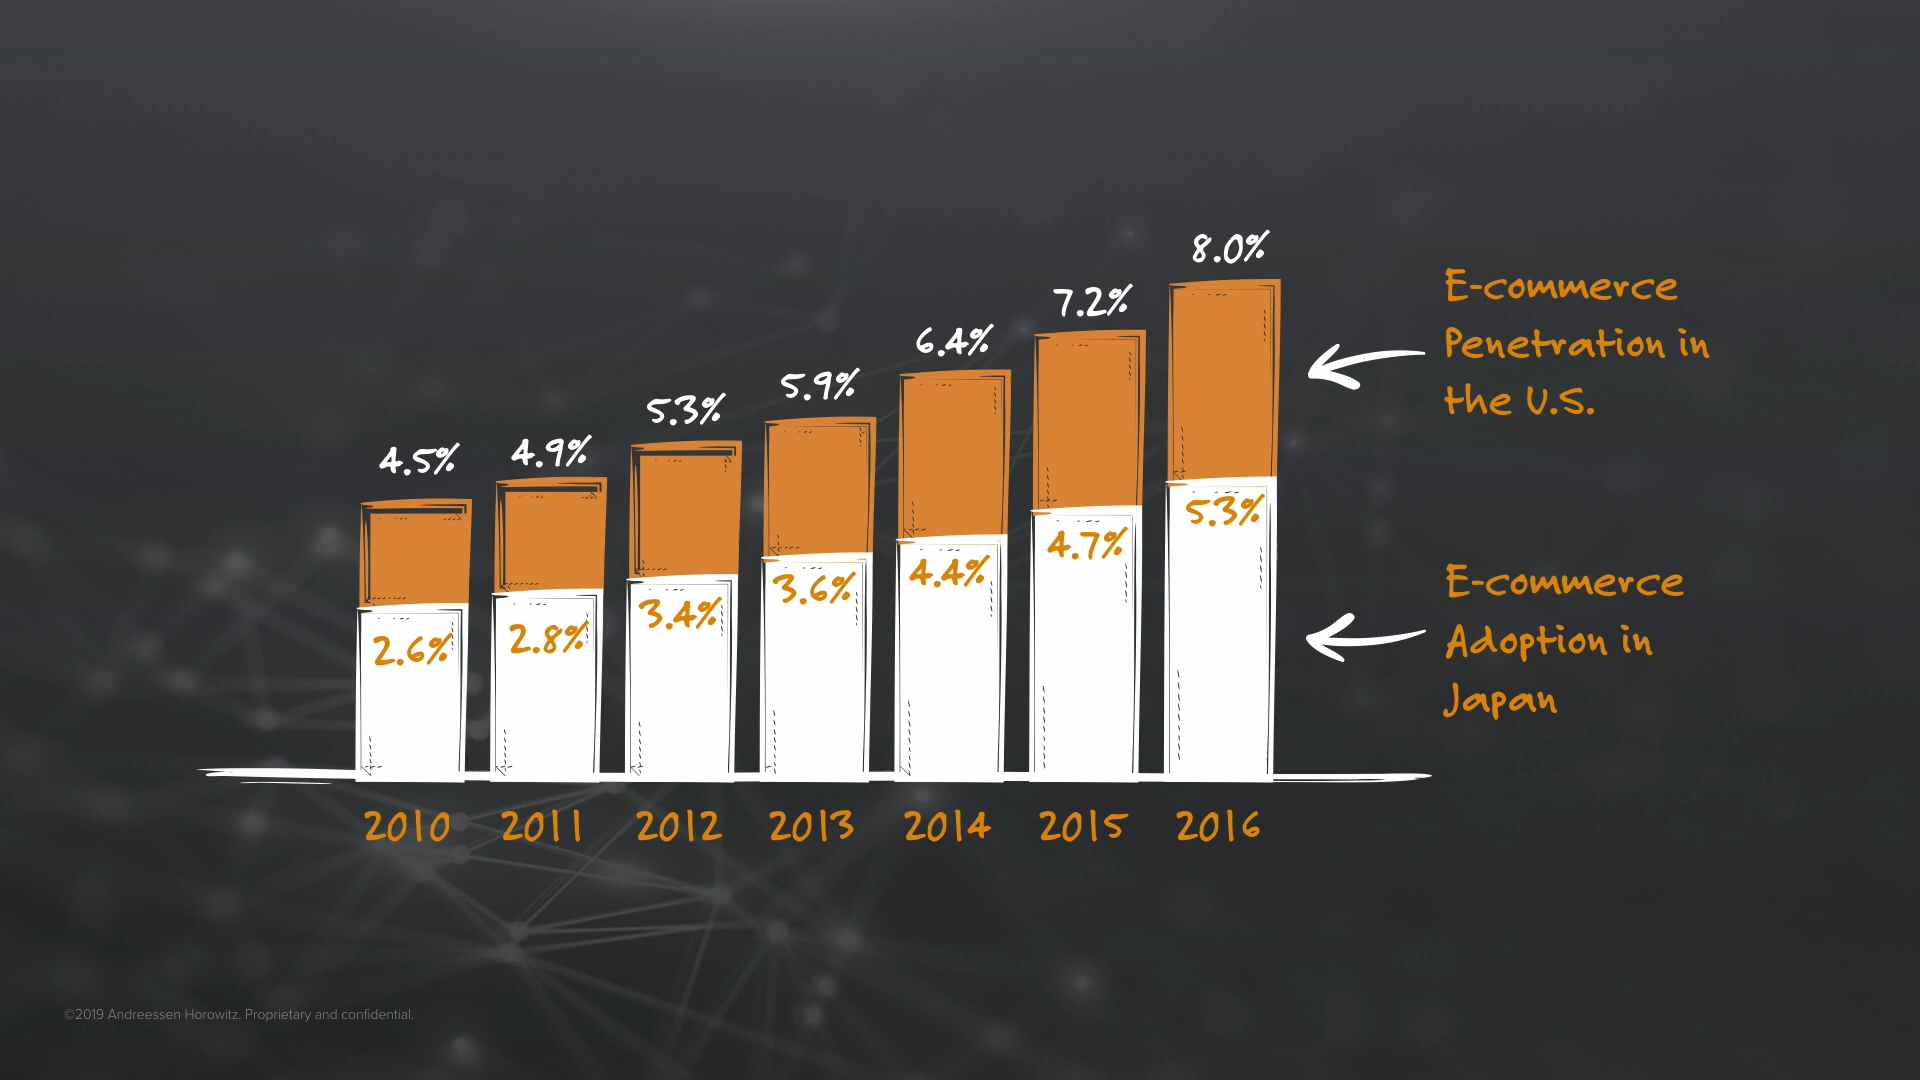 8.0%
7.2%
6.4%
5.9%
5.3%
4.9%
4.5%
E-commerce
Penetration in
the U.S.
5.3%
4.7%
4.4%
3.6%
3.4%
2.8%
2.6%
E-commerce
Adoption in
Japan
2010 2011 2012 2013 2014 2015 2016
©2019 Andreessen Horowitz. Proprietary and confidential.